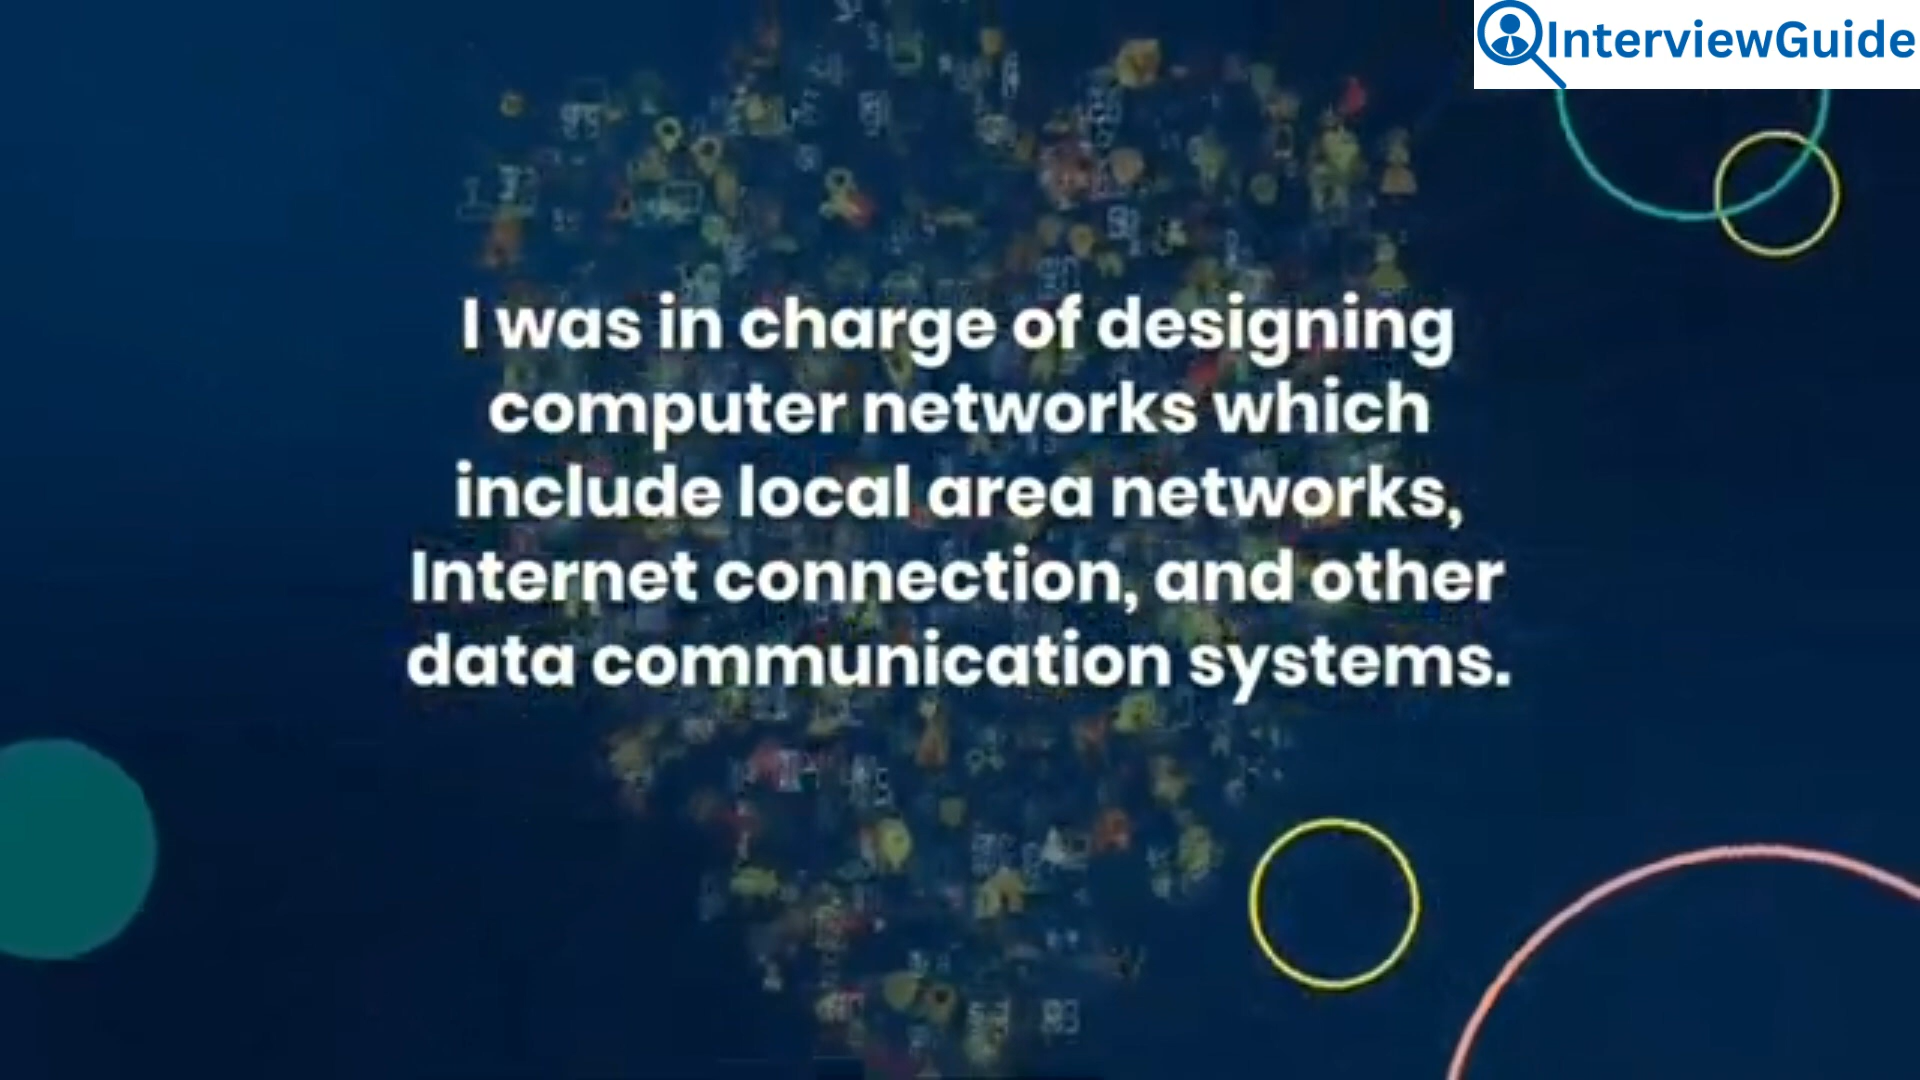 InterviewGuide
I was in charge of designing
computer networks which
include local area networks,
Internet connection, and other
data communication systems.